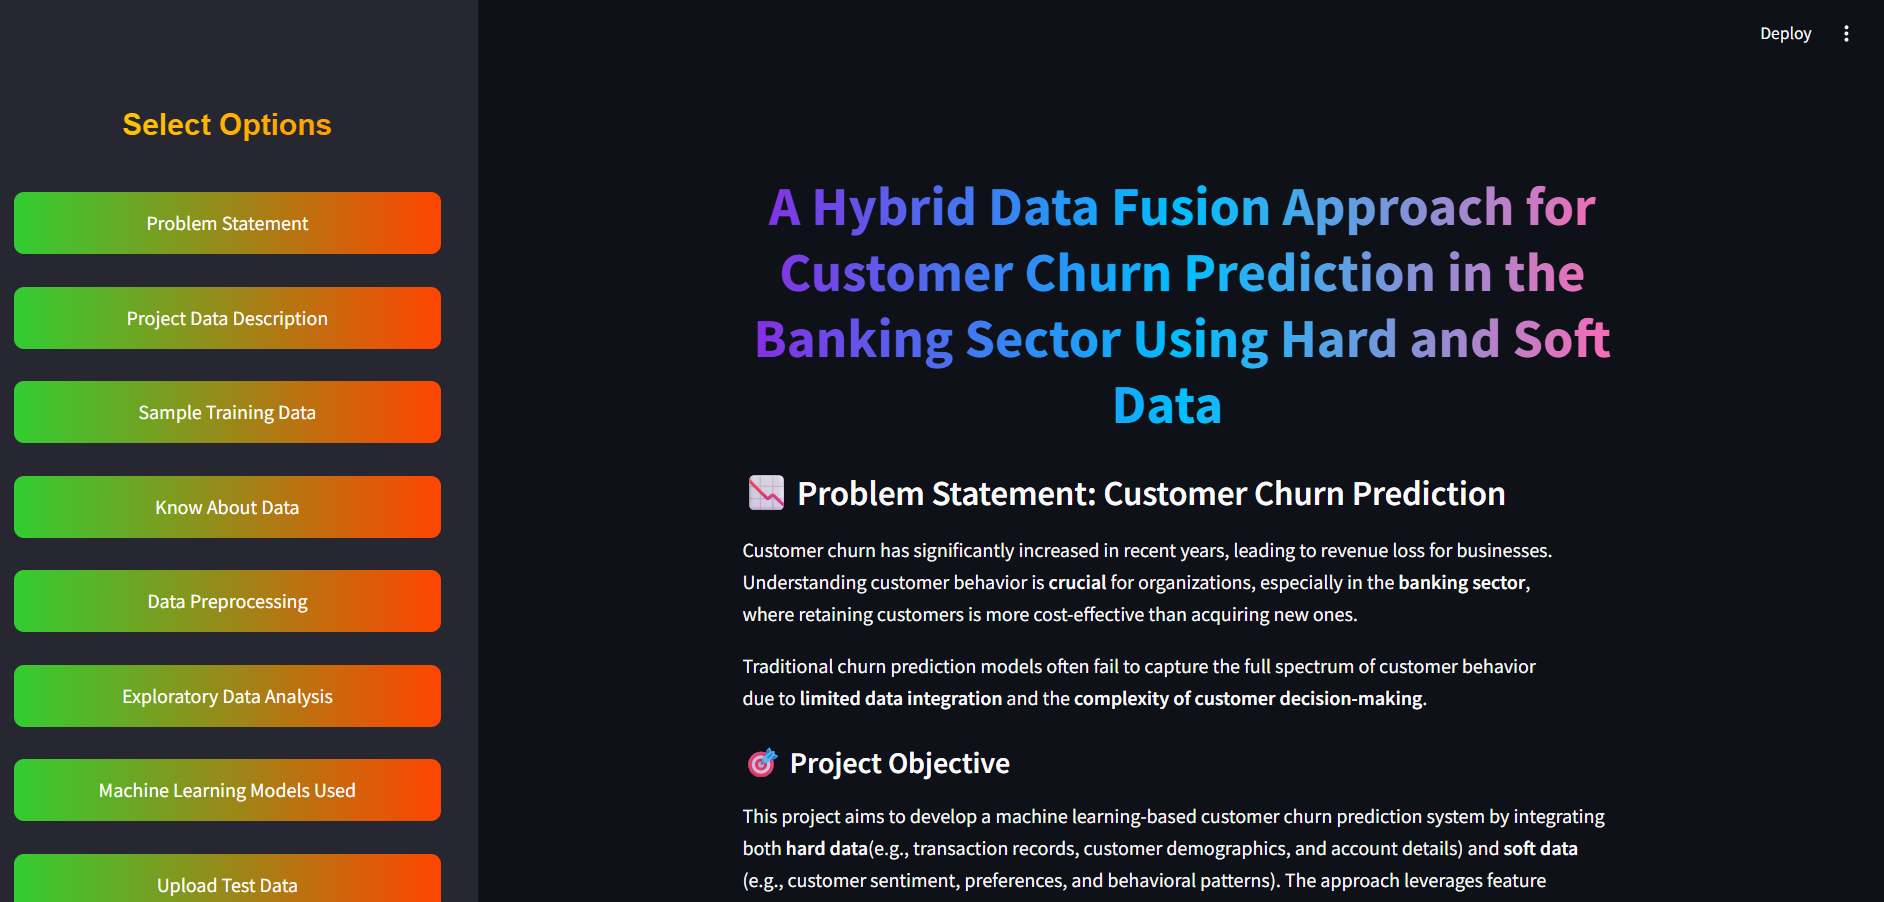 Deploy
Select Options
Problem Statement
Project Data Description
Sample Training Data
Know About Data
Data Preprocessing
Exploratory Data Analysis
Machine Learning Models Used
Upload Test Data
A Hybrid Data Fusion Approach for
Customer Churn Prediction in the
Banking Sector Using Hard and Soft
Data
Problem Statement: Customer Churn Prediction
Customer churn has significantly increased in recent years, leading to revenue loss for businesses.
Understanding customer behavior is crucial for organizations, especially in the banking sector,
where retaining customers is more cost-effective than acquiring new ones.
Traditional churn prediction models often fail to capture the full spectrum of customer behavior
due to limited data integration and the complexity of customer decision-making.
Project Objective
This project aims to develop a machine learning-based customer churn prediction system by integrating
both hard data(e.g., transaction records, customer demographics, and account details) and soft data
(e.g., customer sentiment, preferences, and behavioral patterns). The approach leverages feature